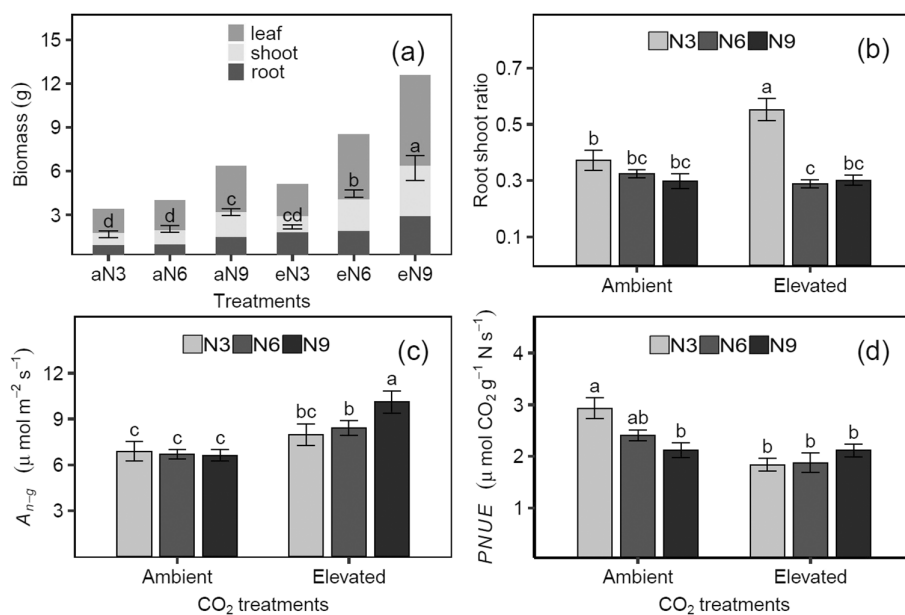 (a)
leaf
shoot
root
15
12
9
6
3
Biomass (g)
d
d
c
cd
b
a
aN3 aN6 aN9 eN3 eN6 eN9
Treatments
(b)
N3 N6 N9
0.7
0.5
0.3
0.1
Root shoot ratio
b bc bc a c bc
Ambient Elevated
(c)
N3 N6 N9
12
9
6
3
A n−g (μ mol m−2 s−1)
c c c bc b a
Ambient Elevated
CO2 treatments
(d)
N3 N6 N9
4
3
2
1
PNUE (μ mol CO2 g−1 N s−1)
a ab b b b b
Ambient Elevated
CO2 treatments